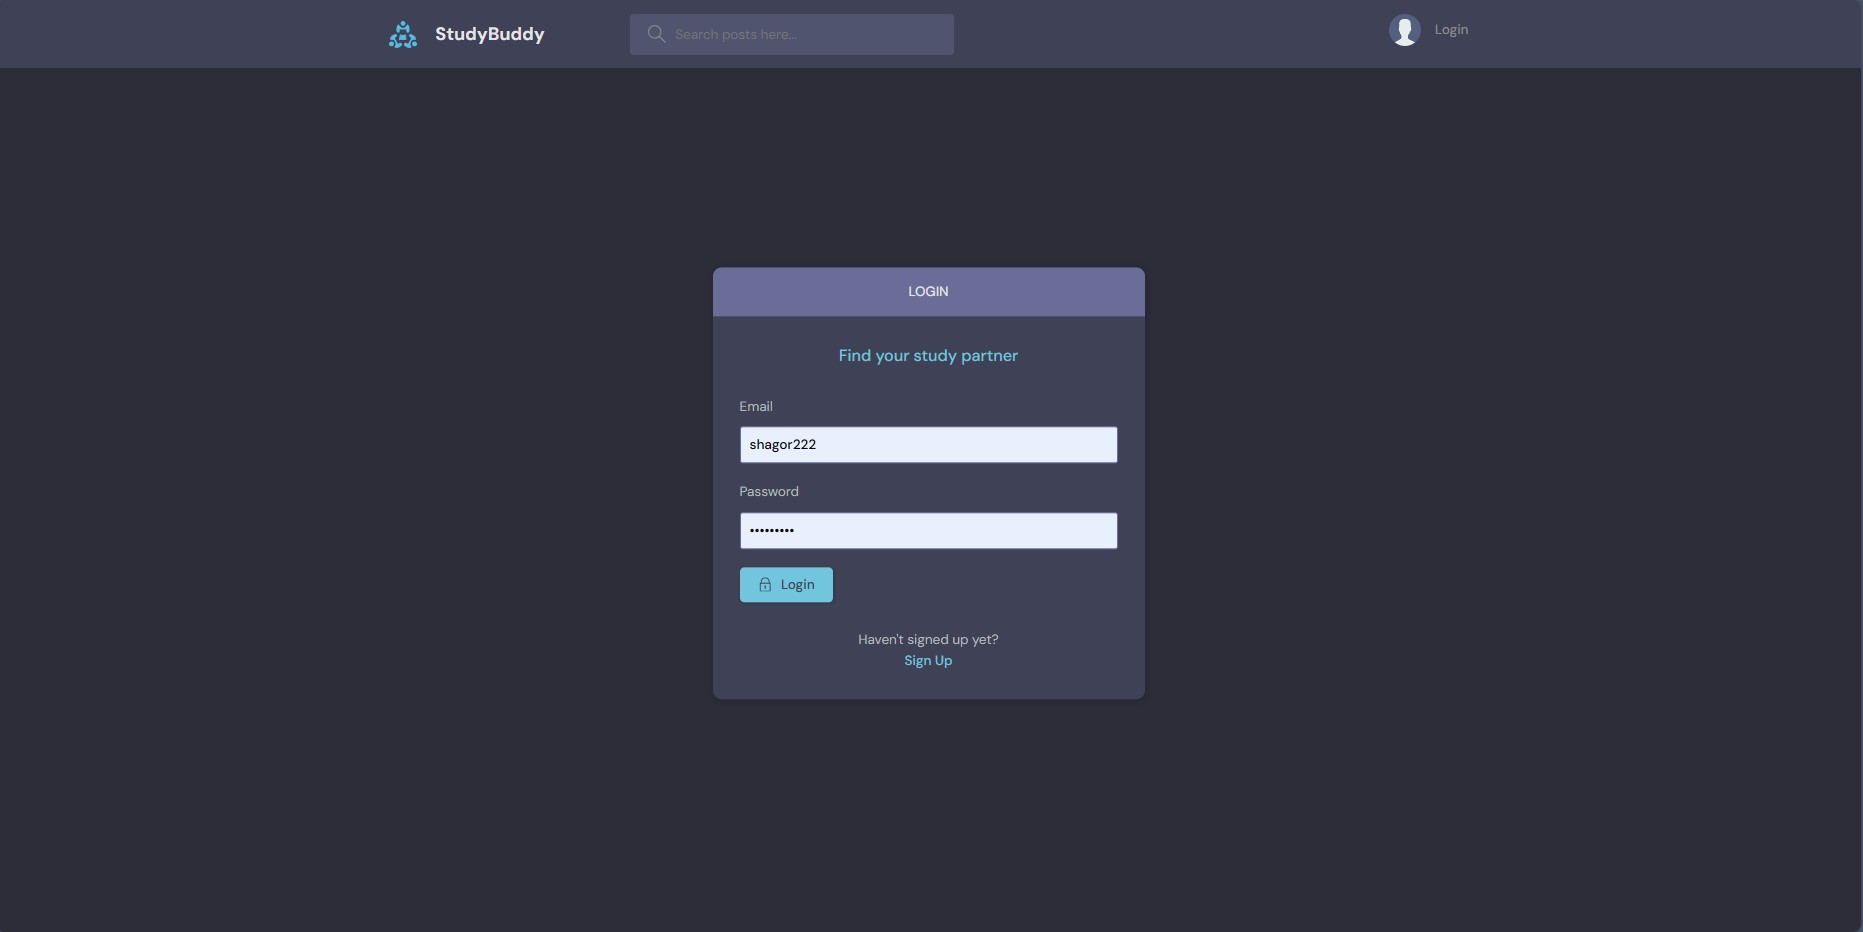 StudyBuddy
Search posts here...
Login
LOGIN
Find your study partner
Email
shagor222
Password
•••••••••
Login
Haven't signed up yet?
Sign Up